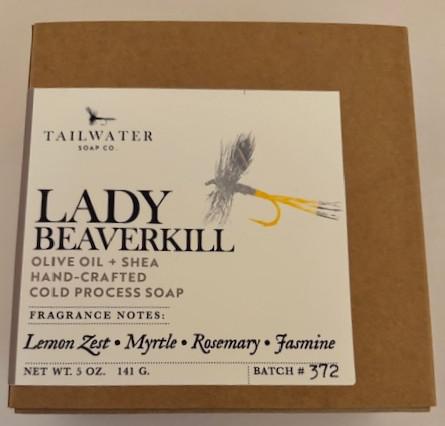 TAILWATER
SOAP CO.
LADY
BEAVERKILL
OLIVE OIL + SHEA
HAND-CRAFTED
COLD PROCESS SOAP
FRAGRANCE NOTES:
Lemon Zest • Myrtle • Rosemary • Jasmine
NET WT. 5 OZ. 141 G.
BATCH # 372